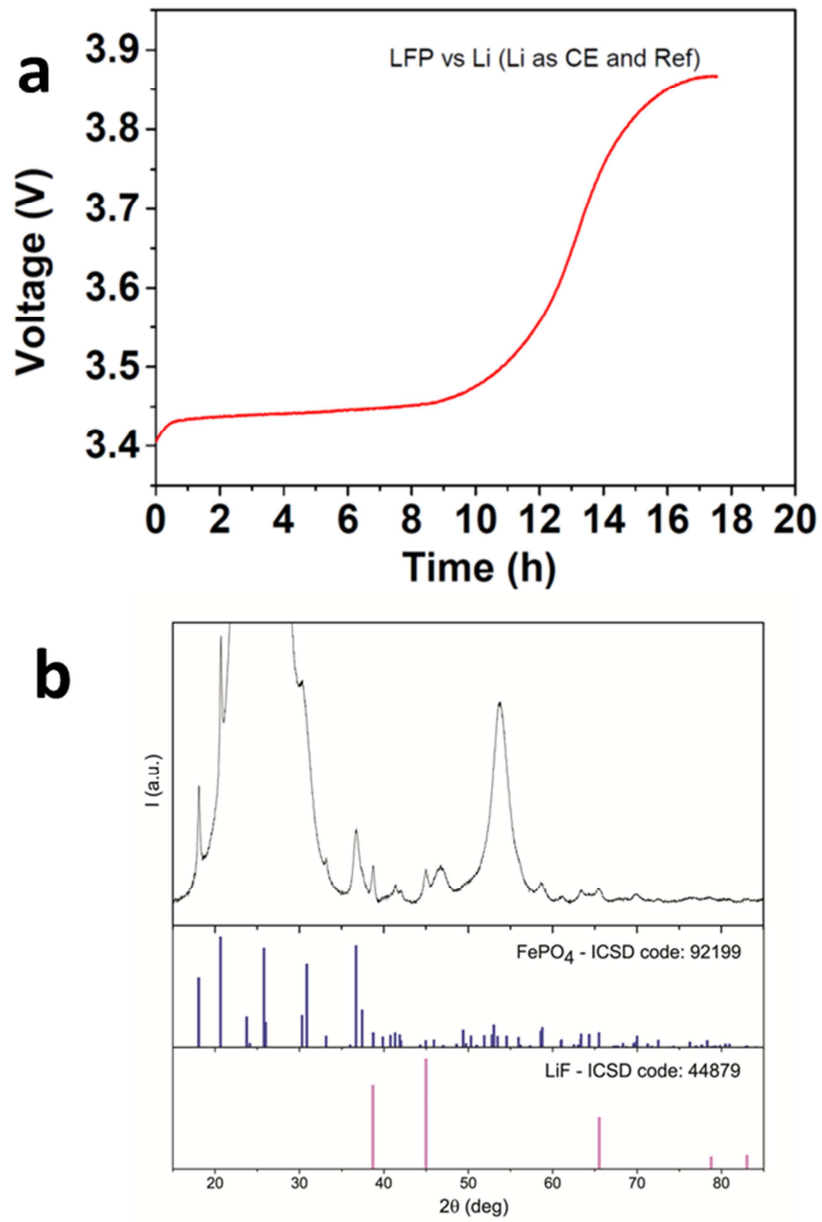 a
LFP vs Li (Li as CE and Ref)
Voltage (V)
3.9
3.8
3.7
3.6
3.5
3.4
0 2 4 6 8 10 12 14 16 18 20
Time (h)
b
I (a.u.)
FePO4 - ICSD code: 92199
LiF - ICSD code: 44879
20 30 40 50 60 70 80
2θ (deg)